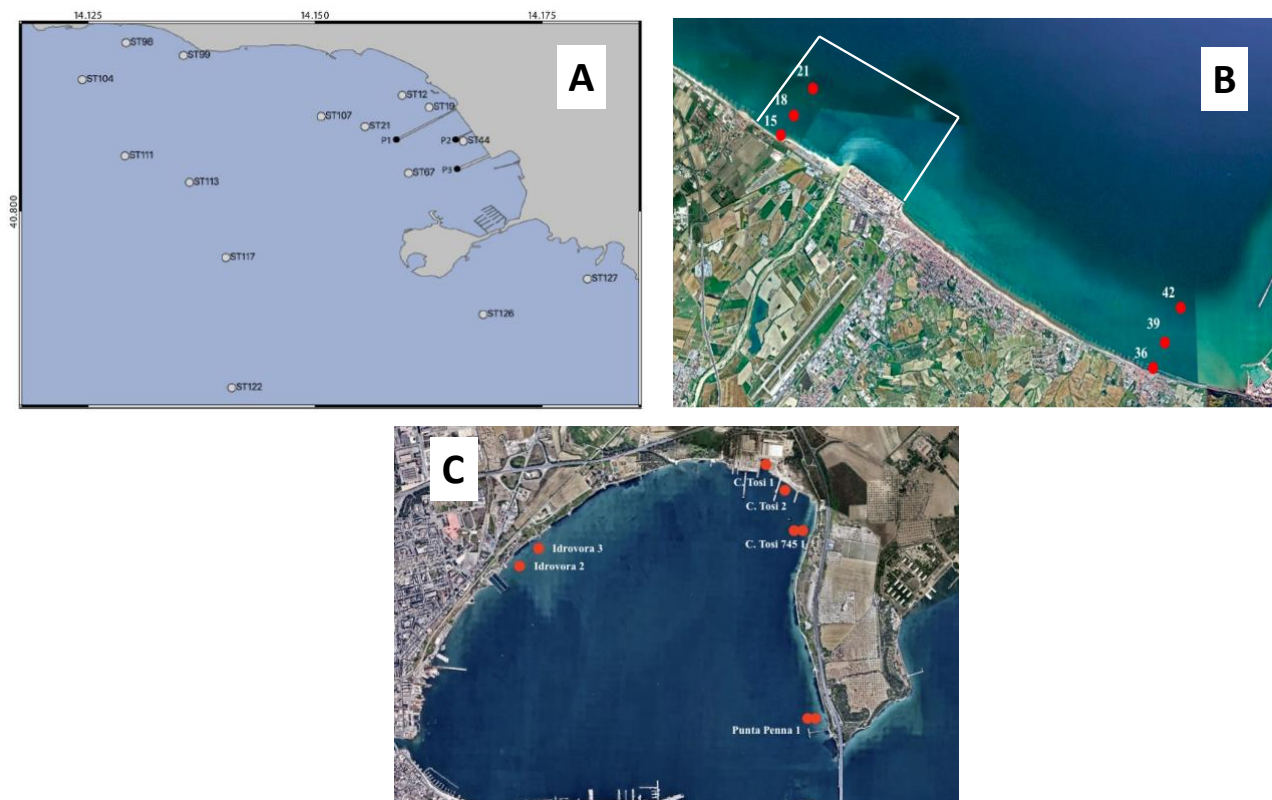 14.125 14.150 14.175
A
ST98
ST99
ST104
ST12
ST19
ST107
ST21
P1
P2
ST44
ST111
P3
ST67
ST113
40.800
ST117
ST127
ST126
ST122
B
21
18
15
42
39
36
C
C. Tosi 1
C. Tosi 2
C. Tosi 745 1
Idrovora 3
Idrovora 2
Punta Penna 1